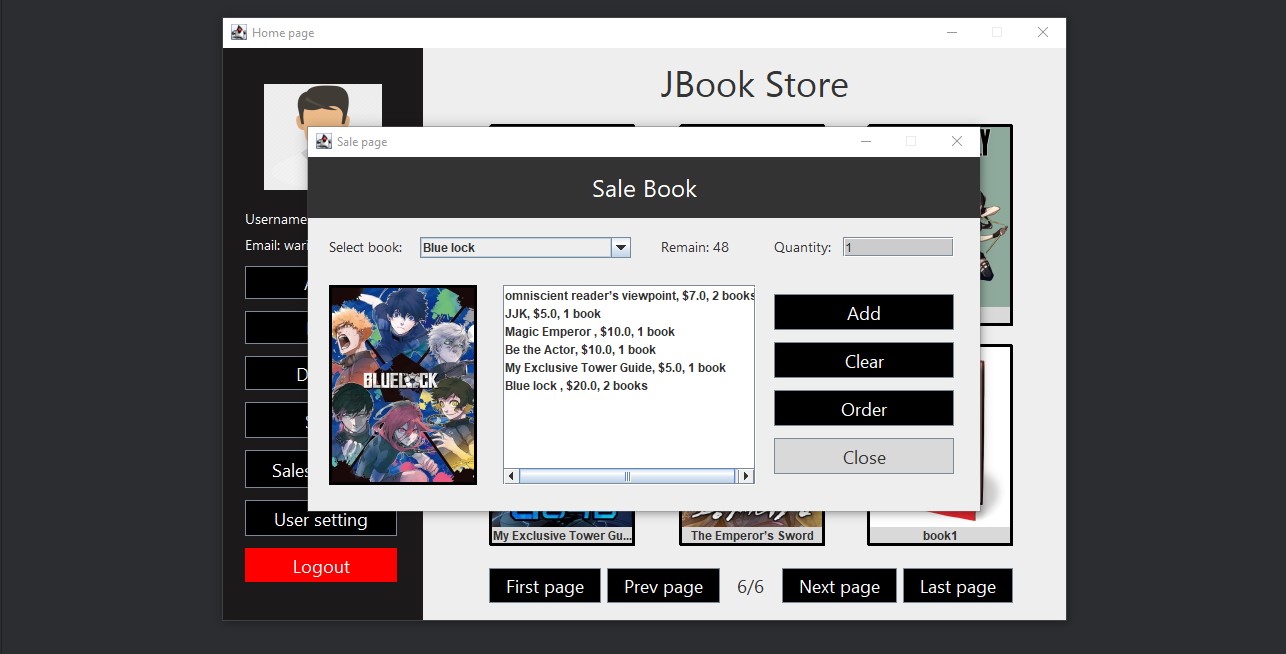 Home page
JBook Store
Username
Email: wari
D
Sales
User setting
Logout
Sale page
Sale Book
Select book:
Blue lock
Remain: 48
Quantity:
1
BLUELOCK
omniscient reader's viewpoint, $7.0, 2 books
JJK, $5.0, 1 book
Magic Emperor , $10.0, 1 book
Be the Actor, $10.0, 1 book
My Exclusive Tower Guide, $5.0, 1 book
Blue lock , $20.0, 2 books
Add
Clear
Order
Close
My Exclusive Tower Gu...
The Emperor's Sword
book1
First page
Prev page
6/6
Next page
Last page